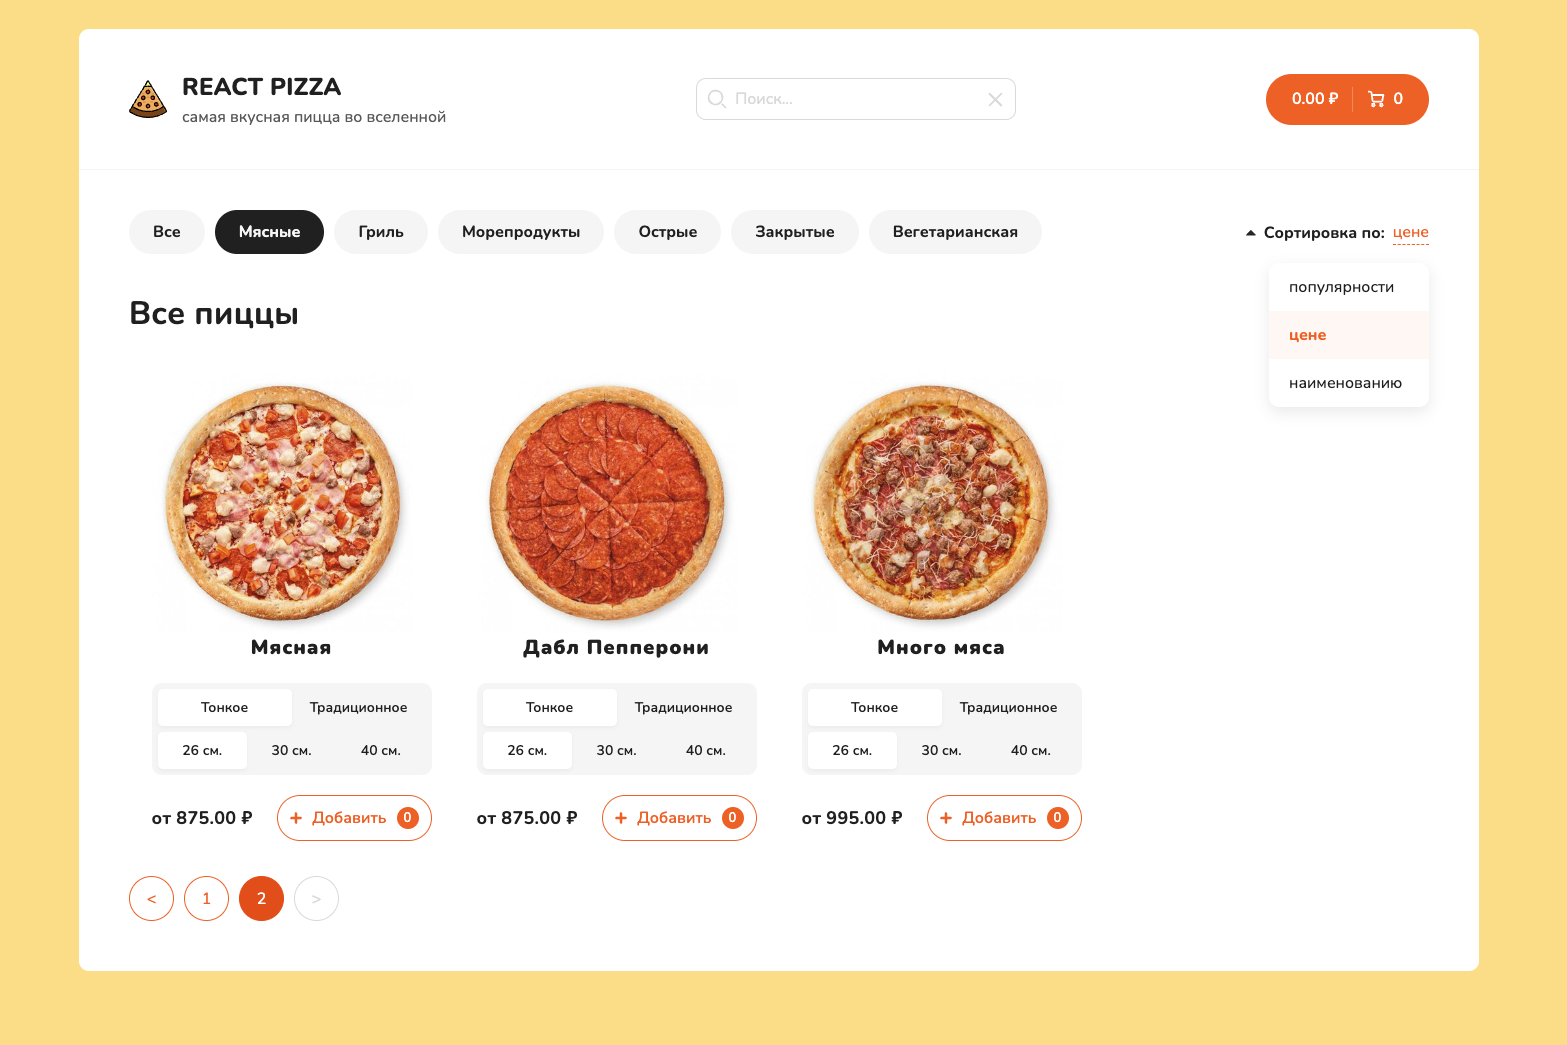 REACT PIZZA
самая вкусная пицца во вселенной
Поиск...
0.00 ₽ 0
Все Мясные Гриль Морепродукты Острые Закрытые Вегетарианская
Сортировка по: цене
популярности
цене
наименованию
Все пиццы
Мясная Дабл Пепперони Много мяса
Тонкое Традиционное Тонкое Традиционное Тонкое Традиционное
26 см. 30 см. 40 см. 26 см. 30 см. 40 см. 26 см. 30 см. 40 см.
от 875.00 ₽ + Добавить 0 от 875.00 ₽ + Добавить 0 от 995.00 ₽ + Добавить 0
< 1 2 >